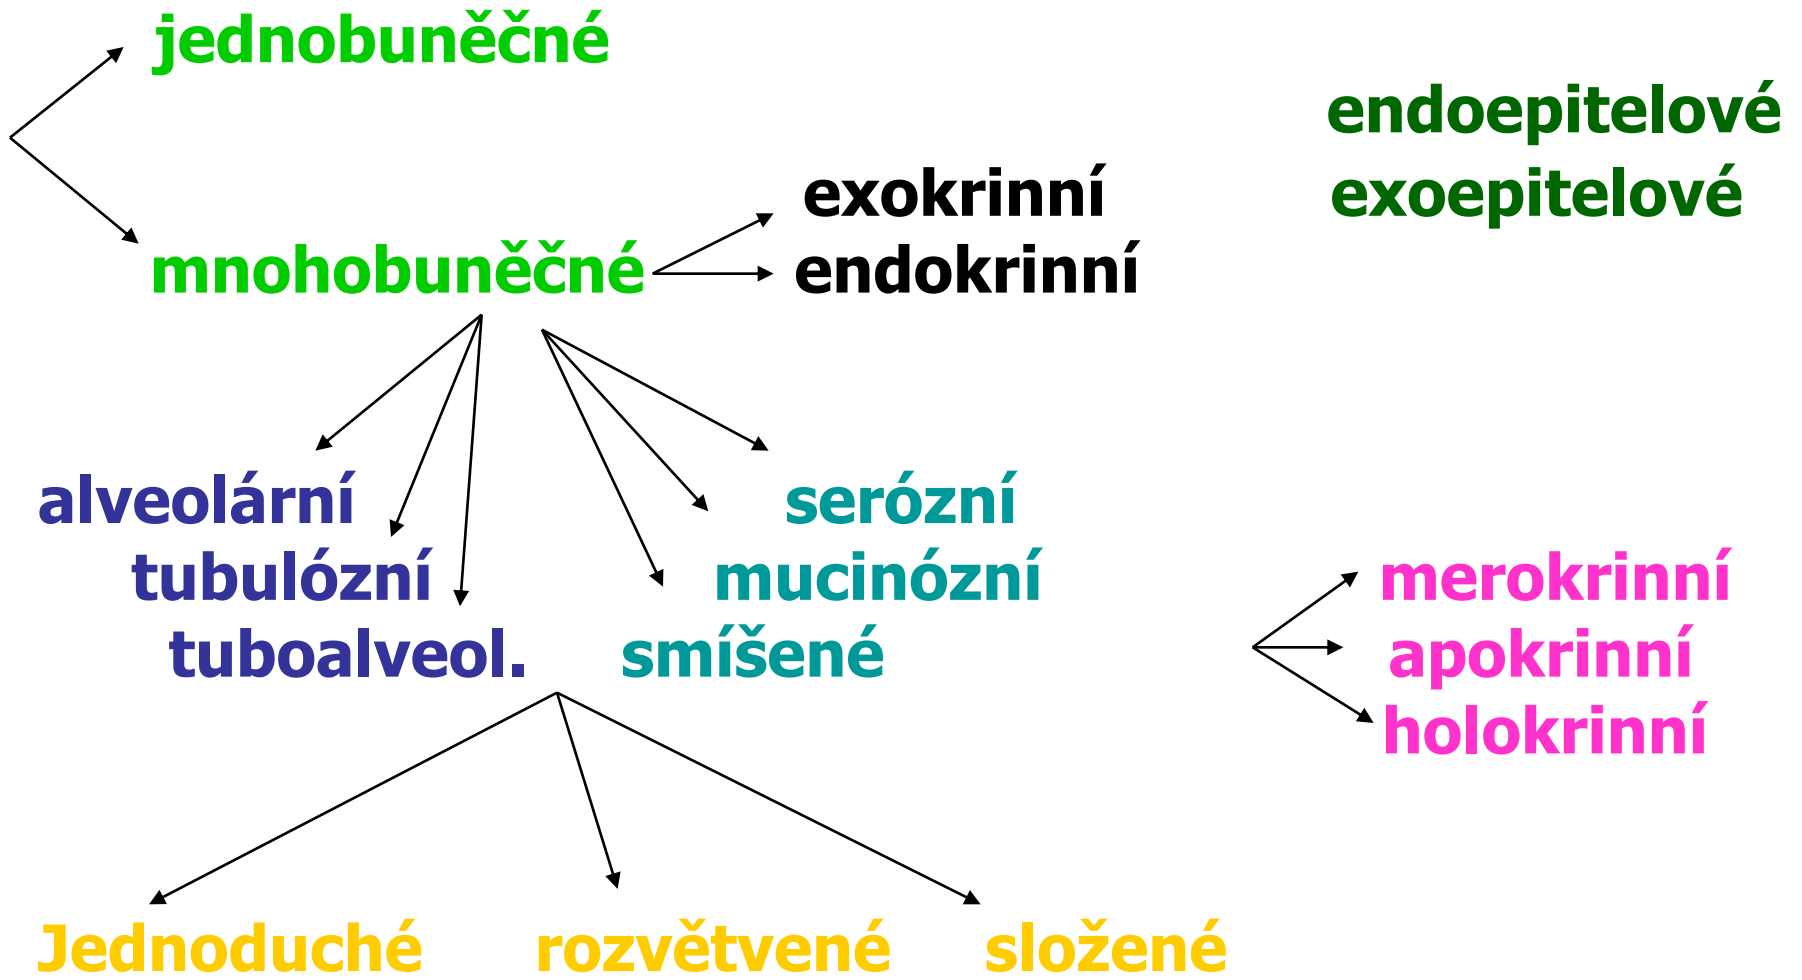 jednobuněčné
endoepitelové
exokrinní
exoepitelové
mnohobuněčné
endokrinní
alveolární
serózní
tubulózní
mucinózní
merokrinní
tuboalveol.
smíšené
apokrinní
holokrinní
Jednoduché
rozvětvené
složené